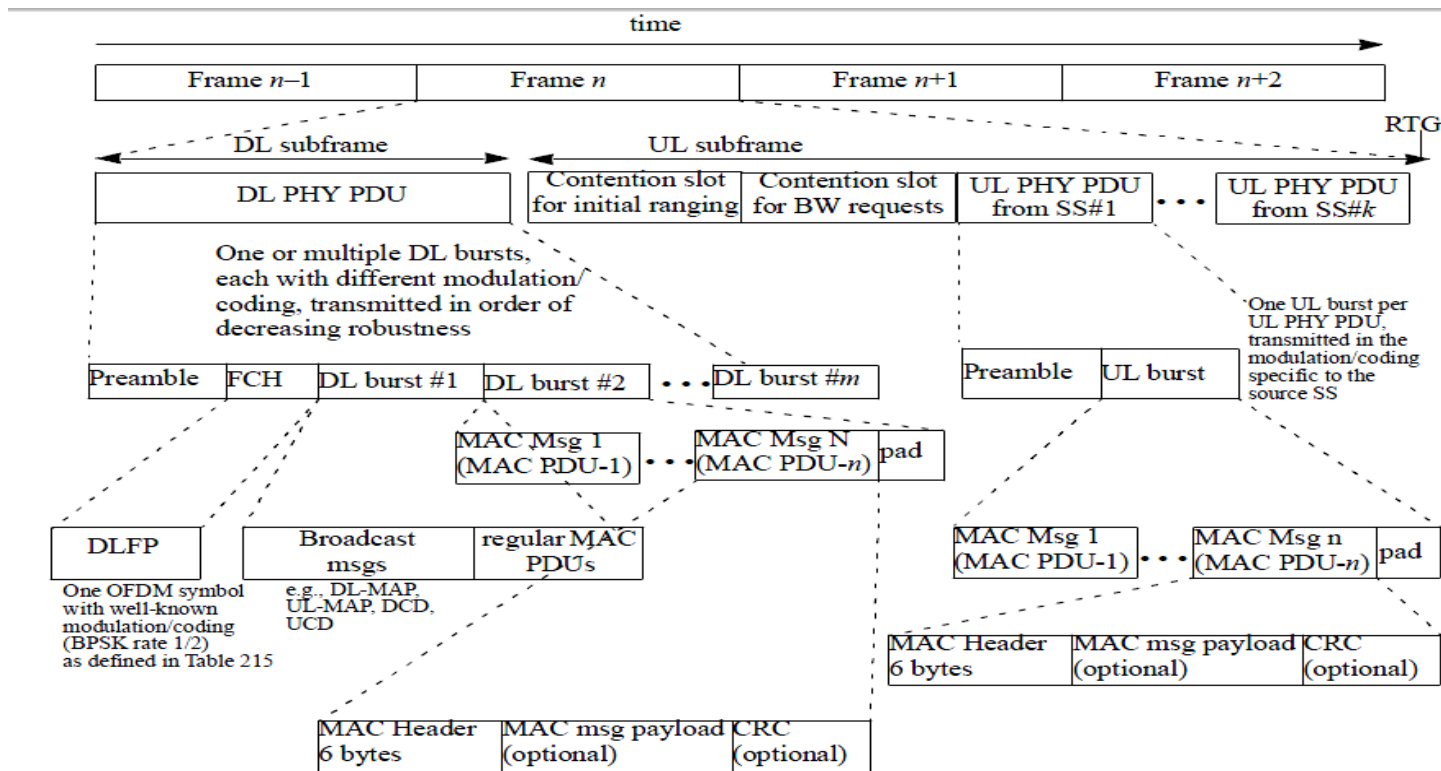 time
Frame n–1
Frame n
Frame n+1
Frame n+2
RTG
DL subframe
UL subframe
DL PHY PDU
Contention slot
for initial ranging
Contention slot
for BW requests
UL PHY PDU
from SS#1
• • •
UL PHY PDU
from SS#k
One or multiple DL bursts,
each with different modulation/
coding, transmitted in order of
decreasing robustness
One UL burst per
UL PHY PDU,
transmitted in the
modulation/coding
specific to the
source SS
Preamble
FCH
DL burst #1
DL burst #2
• • •
DL burst #m
Preamble
UL burst
MAC Msg 1
(MAC PDU-1)
• • •
MAC Msg N
(MAC PDU-n)
pad
DLFP
Broadcast
msgs
regular MAC
PDUs
MAC Msg 1
(MAC PDU-1)
• • •
MAC Msg n
(MAC PDU-n)
pad
One OFDM symbol
with well-known
modulation/coding
(BPSK rate 1/2)
as defined in Table 215
e.g., DL-MAP,
UL-MAP, DCD,
UCD
MAC Header
6 bytes
MAC msg payload
(optional)
CRC
(optional)
MAC Header
6 bytes
MAC msg payload
(optional)
CRC
(optional)